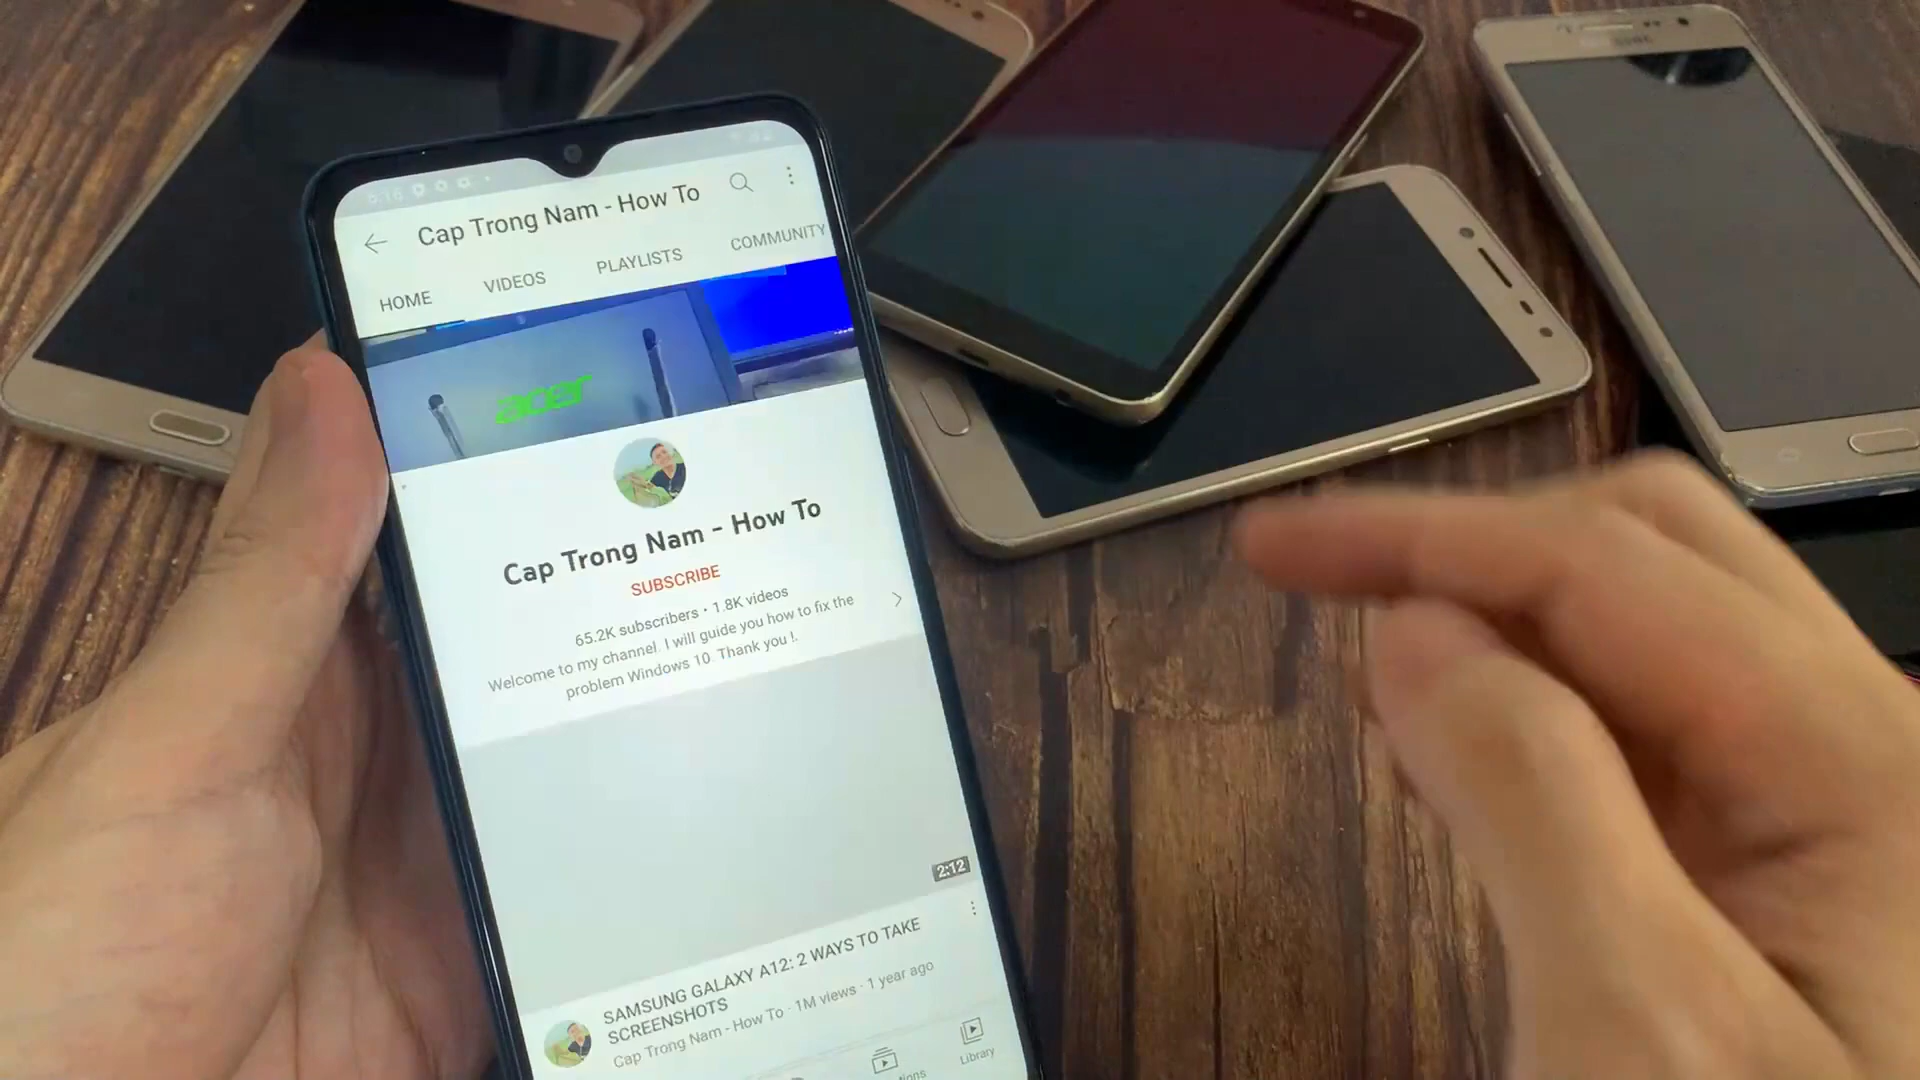 5:16
Cap Trong Nam - How To
HOME VIDEOS PLAYLISTS COMMUNITY
acer
Cap Trong Nam - How To
SUBSCRIBE
65.2K subscribers • 1.8K videos
Welcome to my channel. I will guide you how to fix the
problem Windows 10. Thank you !.
2:12
SAMSUNG GALAXY A12: 2 WAYS TO TAKE
SCREENSHOTS
Cap Trong Nam - How To · 1M views · 1 year ago
Library